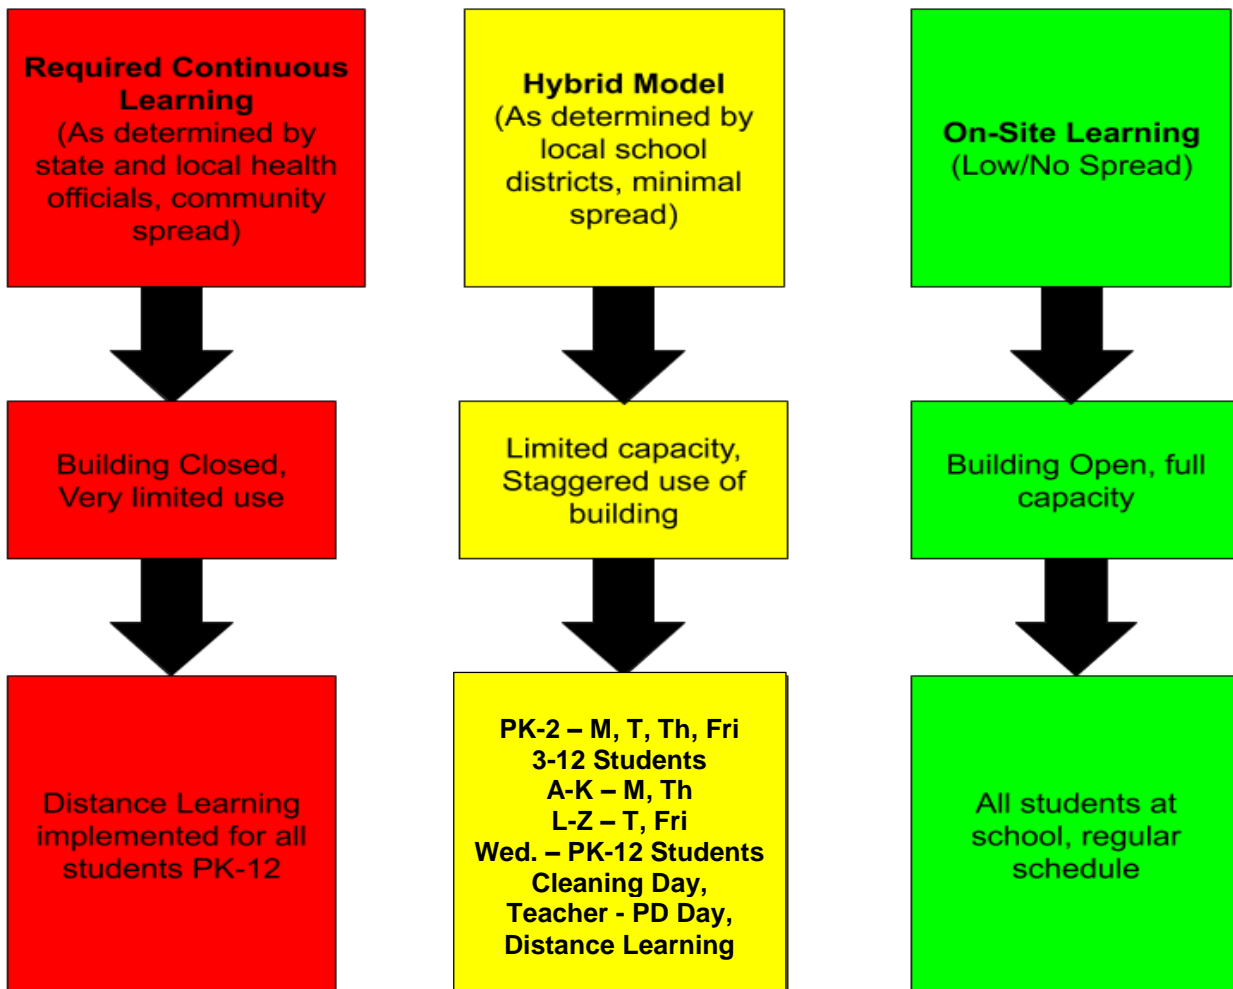 Required Continuous
Learning
(As determined by
state and local health
officials, community
spread)
Building Closed,
Very limited use
Distance Learning
implemented for all
students PK-12
Hybrid Model
(As determined by
local school
districts, minimal
spread)
Limited capacity,
Staggered use of
building
PK-2 – M, T, Th, Fri
3-12 Students
A-K – M, Th
L-Z – T, Fri
Wed. – PK-12 Students
Cleaning Day,
Teacher - PD Day,
Distance Learning
On-Site Learning
(Low/No Spread)
Building Open, full
capacity
All students at
school, regular
schedule